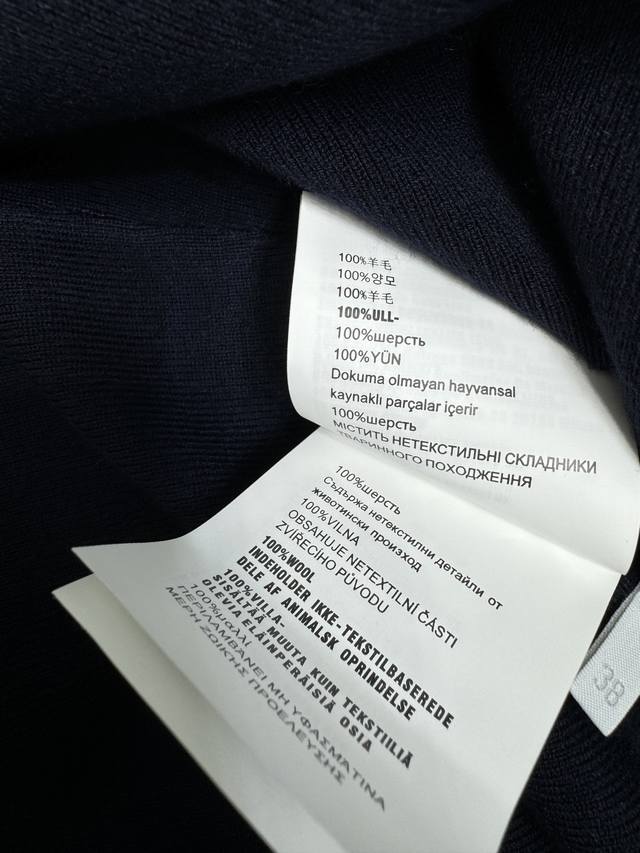 100%羊毛
100%양모
100%羊毛
100%ULL-
100%шерсть
100%YÜN
Dokuma olmayan hayvansal
kaynaklı parçalar içerir
100%шерсть
МІСТИТЬ НЕТЕКСТИЛЬНІ СКЛАДНИКИ
ТВАРИННОГО ПОХОДЖЕННЯ
100%шерсть
Съдържа нетекстилни детайли от
животински произход
100%VILNA
OBSAHUJE NETEXTILNÍ ČÁSTI
ZVÍŘECÍHO PŮVODU
100%WOOL
INDEHOLDER IKKE-TEKSTILBASEREDE
DELE AF ANIMALSK OPRINDELSE
100%VILLA-
SISÄLTÄÄ MUUTA KUIN TEKSTIILIÄ
OLEVIA ELÄINPERÄISIÄ OSIA
100%μαλλί
ΠΕΡΙΛΑΜΒΑΝΕΙ ΜΗ ΥΦΑΣΜΑΤΙΝΑ
ΜΕΡΗ ΖΩΙΚΗΣ ΠΡΟΕΛΕΥΣΗΣ
38